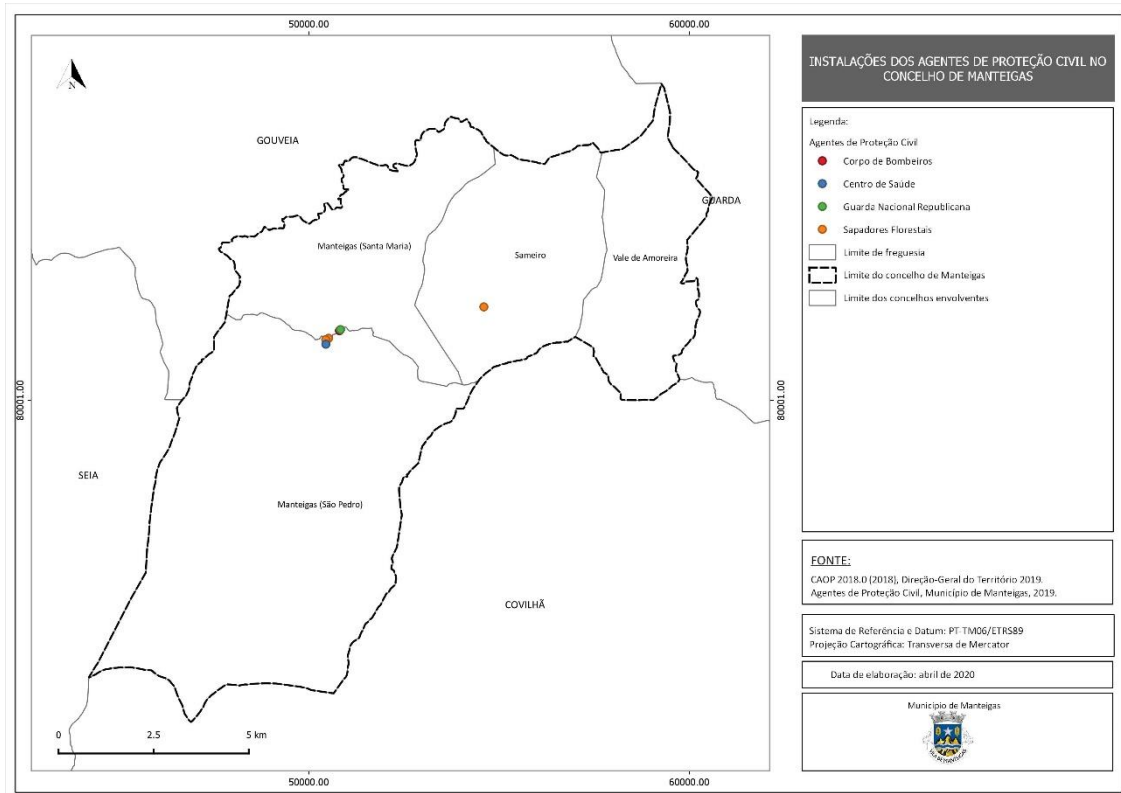 50000.00
60000.00
INSTALAÇÕES DOS AGENTES DE PROTEÇÃO CIVIL NO
CONCELHO DE MANTEIGAS
N
GOUVEIA
GUARDA
Manteigas (Santa Maria)
Sameiro
Vale de Amoreira
80001.00
80001.00
SEIA
Manteigas (São Pedro)
COVILHÃ
0
2.5
5 km
50000.00
60000.00
Legenda:
Agentes de Proteção Civil
Corpo de Bombeiros
Centro de Saúde
Guarda Nacional Republicana
Sapadores Florestais
Limite de freguesia
Limite do concelho de Manteigas
Limite dos concelhos envolventes
FONTE:
CAOP 2018.0 (2018), Direção-Geral do Território 2019.
Agentes de Proteção Civil, Município de Manteigas, 2019.
Sistema de Referência e Datum: PT-TM06/ETRS89
Projeção Cartográfica: Transversa de Mercator
Data de elaboração: abril de 2020
Município de Manteigas
VILA DE MANTEIGAS